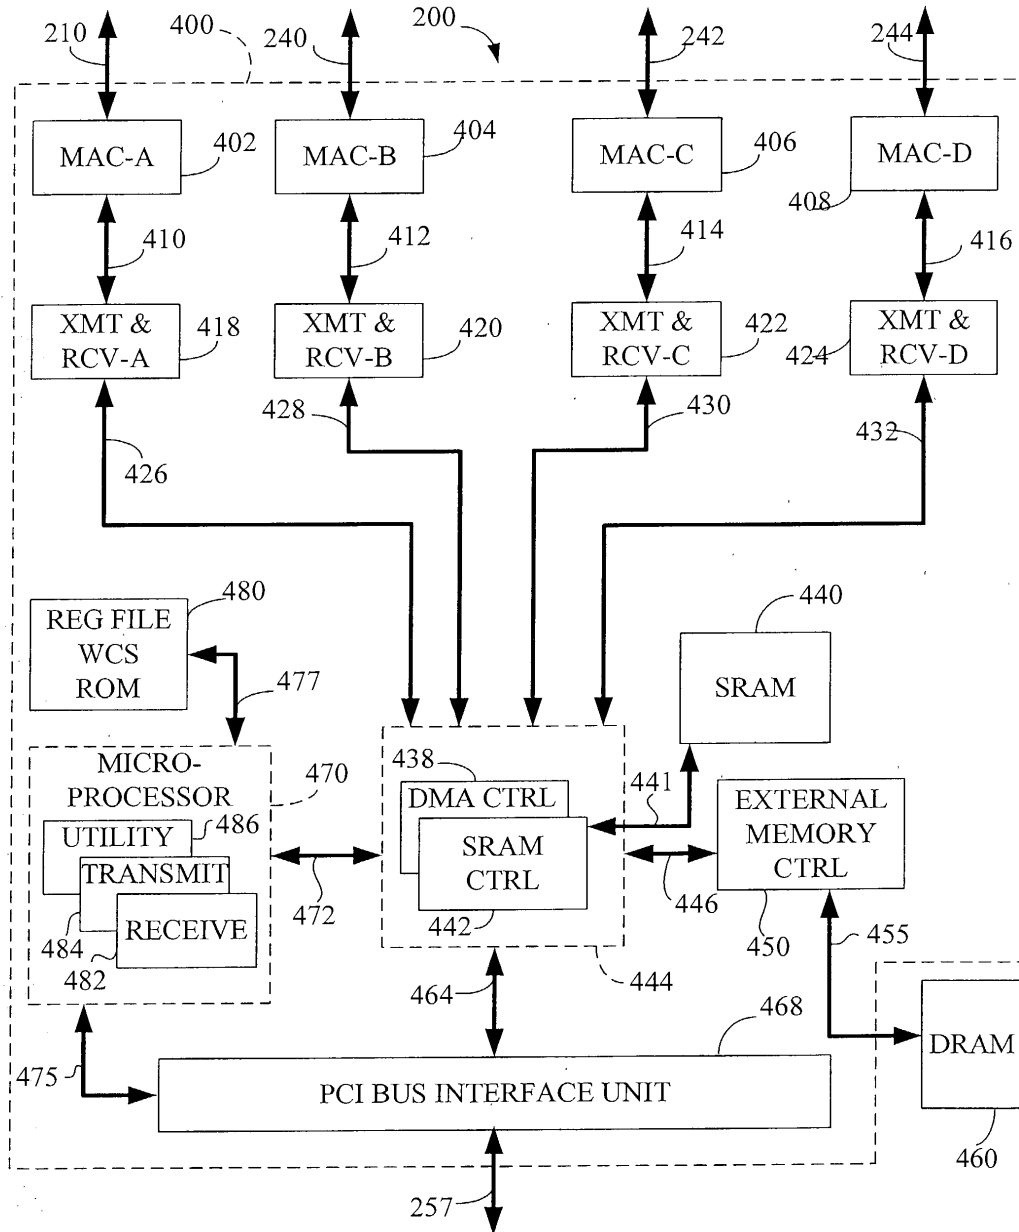 210
400
240
200
242
244
MAC-A
402
MAC-B
404
MAC-C
406
MAC-D
408
410
412
414
416
XMT &
RCV-A
418
XMT &
RCV-B
420
XMT &
RCV-C
422
XMT &
RCV-D
424
426
428
430
432
REG FILE
WCS
ROM
480
477
440
SRAM
MICRO-
PROCESSOR
470
UTILITY
486
TRANSMIT
484
RECEIVE
482
472
438
DMA CTRL
SRAM
CTRL
442
441
446
444
EXTERNAL
MEMORY
CTRL
450
455
464
468
475
PCI BUS INTERFACE UNIT
DRAM
460
257